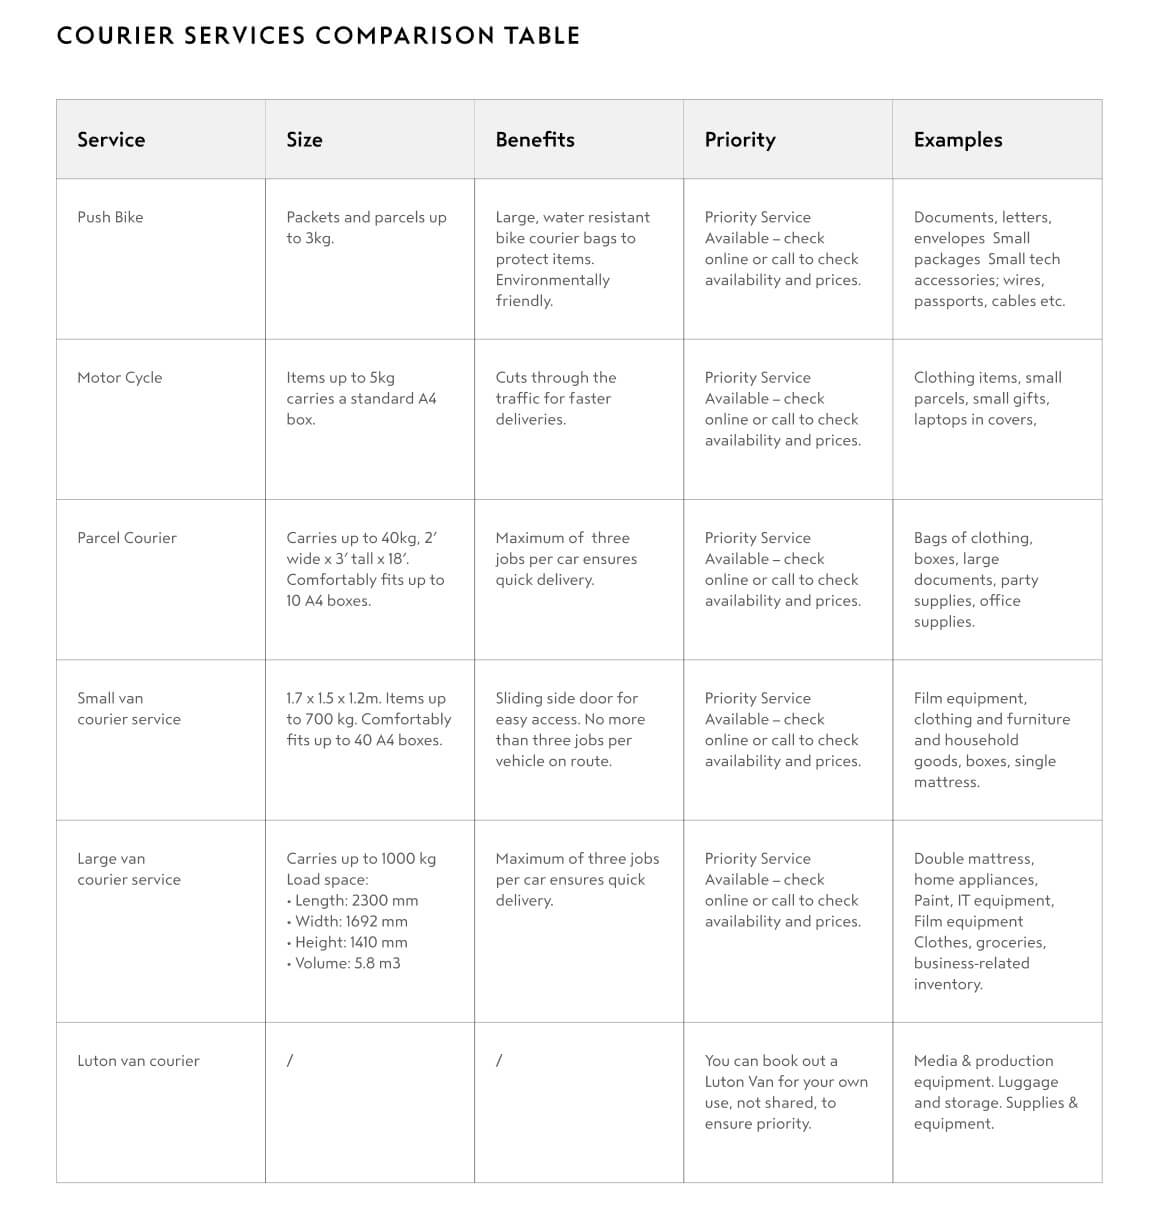 COURIER SERVICES COMPARISON TABLE
Service
Size
Benefits
Priority
Examples
Push Bike
Packets and parcels up
to 3kg.
Large, water resistant
bike courier bags to
protect items.
Environmentally
friendly.
Priority Service
Available – check
online or call to check
availability and prices.
Documents, letters,
envelopes  Small
packages  Small tech
accessories; wires,
passports, cables etc.
Motor Cycle
Items up to 5kg
carries a standard A4
box.
Cuts through the
traffic for faster
deliveries.
Priority Service
Available – check
online or call to check
availability and prices.
Clothing items, small
parcels, small gifts,
laptops in covers,
Parcel Courier
Carries up to 40kg, 2′
wide x 3′ tall x 18′.
Comfortably fits up to
10 A4 boxes.
Maximum of  three
jobs per car ensures
quick delivery.
Priority Service
Available – check
online or call to check
availability and prices.
Bags of clothing,
boxes, large
documents, party
supplies, office
supplies.
Small van
courier service
1.7 x 1.5 x 1.2m. Items up
to 700 kg. Comfortably
fits up to 40 A4 boxes.
Sliding side door for
easy access. No more
than three jobs per
vehicle on route.
Priority Service
Available – check
online or call to check
availability and prices.
Film equipment,
clothing and furniture
and household
goods, boxes, single
mattress.
Large van
courier service
Carries up to 1000 kg
Load space:
• Length: 2300 mm
• Width: 1692 mm
• Height: 1410 mm
• Volume: 5.8 m3
Maximum of three jobs
per car ensures quick
delivery.
Priority Service
Available – check
online or call to check
availability and prices.
Double mattress,
home appliances,
Paint, IT equipment,
Film equipment
Clothes, groceries,
business-related
inventory.
Luton van courier
/
/
You can book out a
Luton Van for your own
use, not shared, to
ensure priority.
Media & production
equipment. Luggage
and storage. Supplies &
equipment.